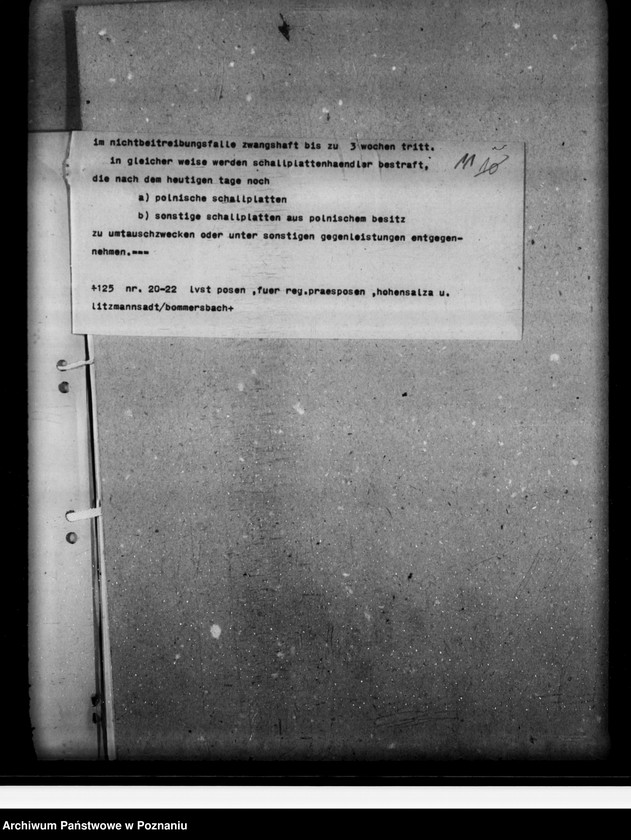 im nichtbeitreibungsfalle zwangshaft bis zu 3 wochen tritt.
in gleicher weise werden schallplattenhaendler bestraft,
die nach dem heutigen tage noch
a) polnische schallplatten
b) sonstige schallplatten aus polnischem besitz
zu umtauschzwecken oder unter sonstigen gegenleistungen entgegen-
nehmen.---
+125 nr. 20-22 lvst posen ,fuer reg.praesposen ,hohensalza u.
litzmannsadt/bommersbach+
Archiwum Państwowe w Poznaniu